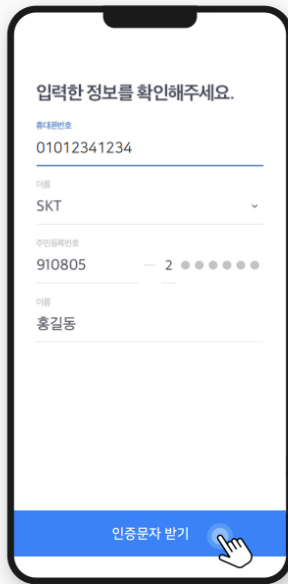 입력한 정보를 확인해주세요.
휴대폰번호
01012341234
이름
SKT
주민등록번호
910805 — 2 ●●●●●●
이름
홍길동
인증문자 받기